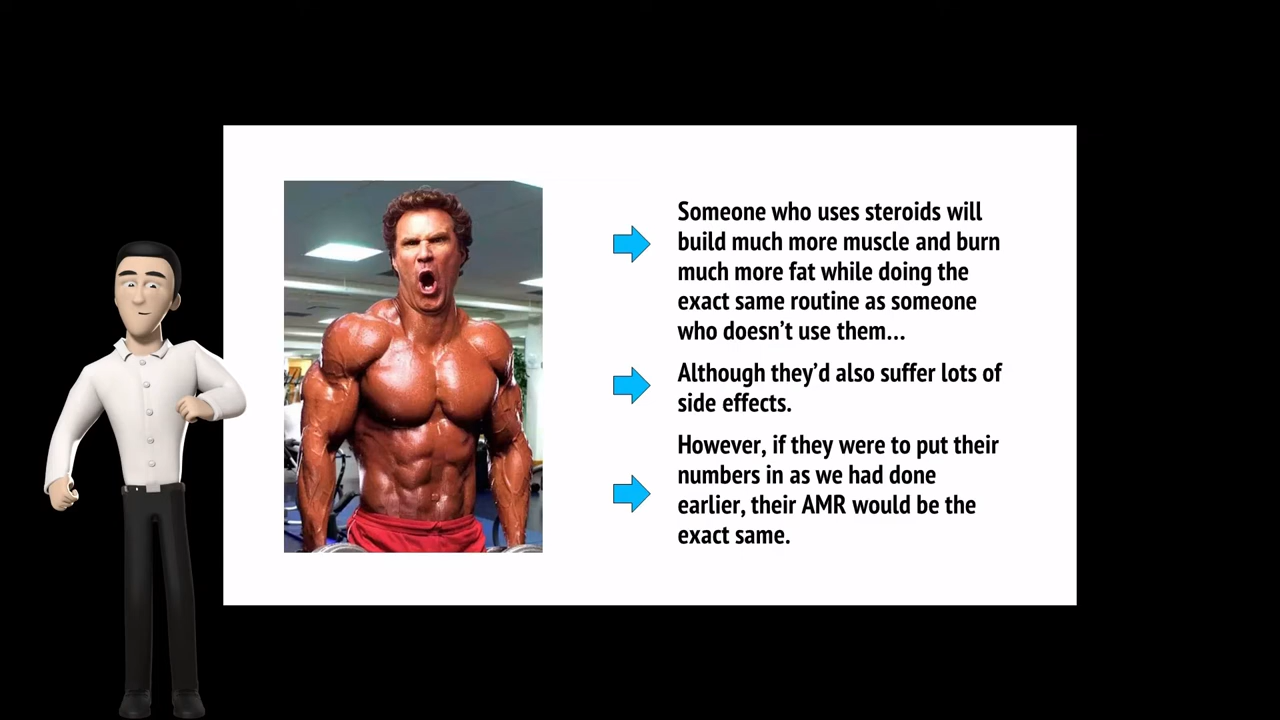 Someone who uses steroids will
build much more muscle and burn
much more fat while doing the
exact same routine as someone
who doesn't use them...
Although they'd also suffer lots of
side effects.
However, if they were to put their
numbers in as we had done
earlier, their AMR would be the
exact same.